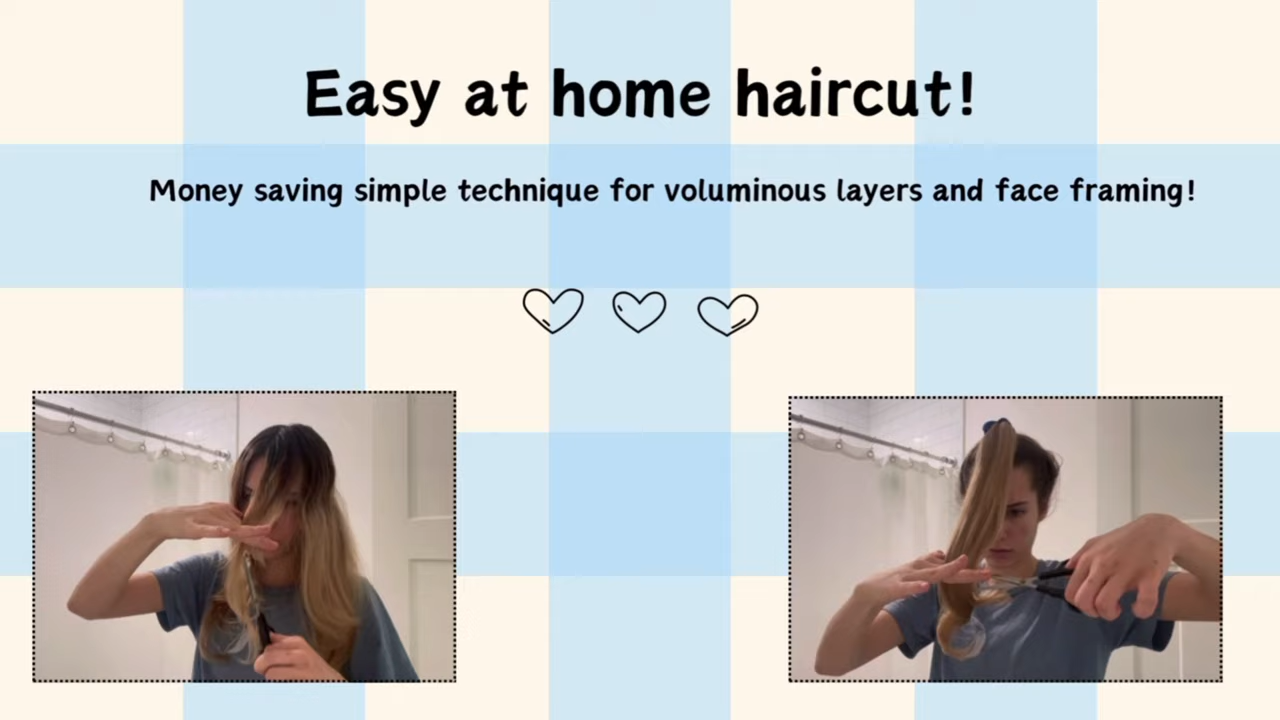 Easy at home haircut!
Money saving simple technique for voluminous layers and face framing!